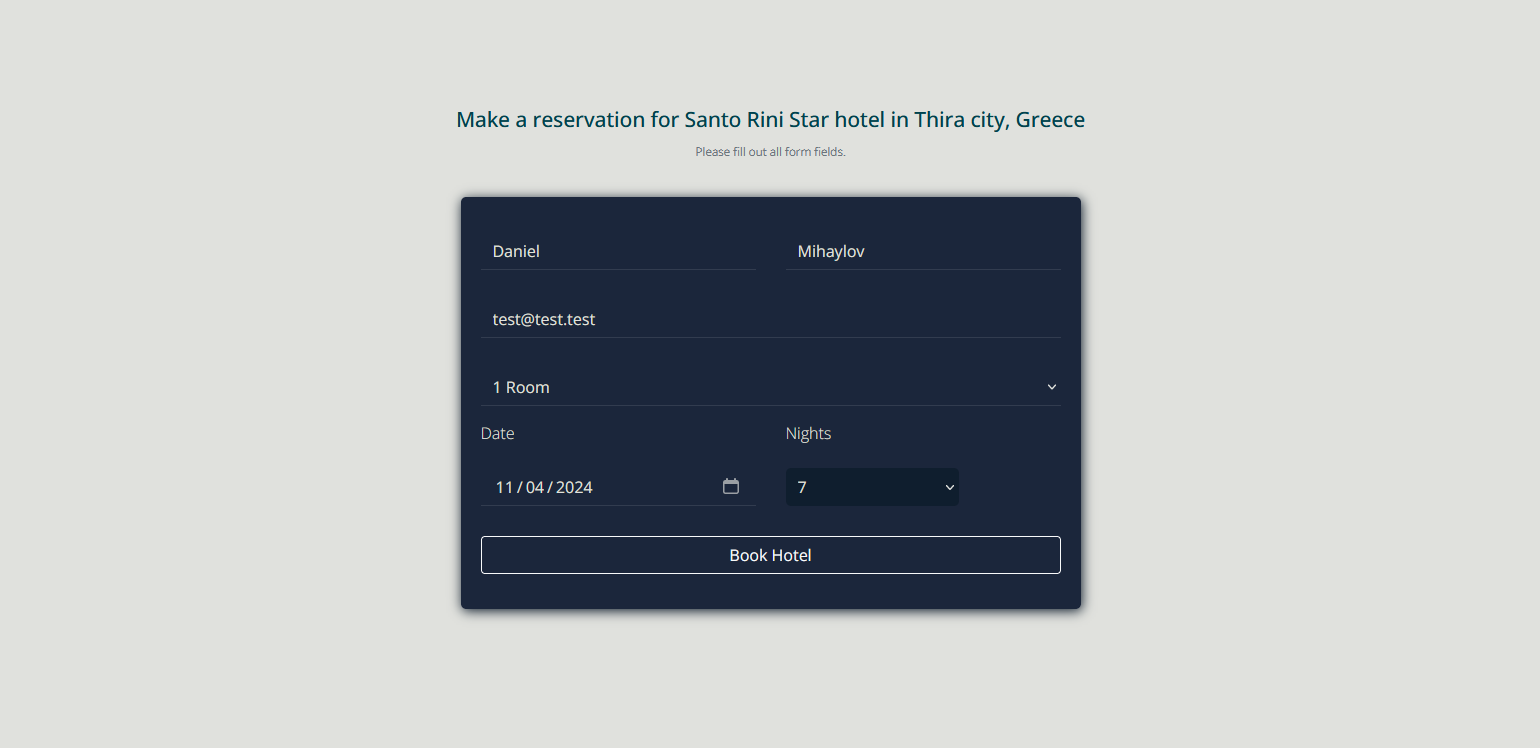 Make a reservation for Santo Rini Star hotel in Thira city, Greece
Please fill out all form fields.
Daniel Mihaylov
test@test.test
1 Room
Date Nights
11 / 04 / 2024 7
Book Hotel